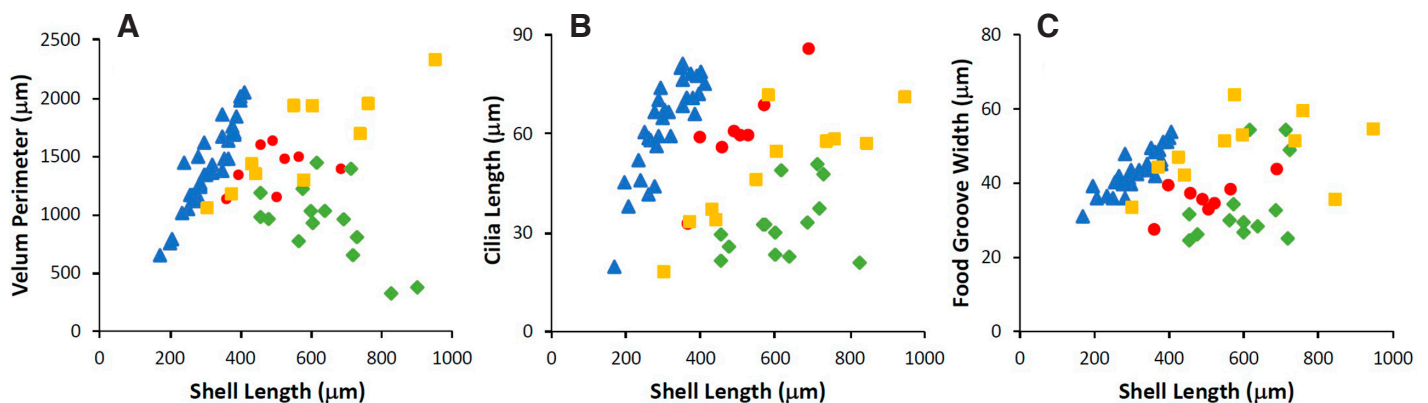 A
Velum Perimeter (μm)
2500
2000
1500
1000
500
0
0 200 400 600 800 1000
Shell Length (μm)
B
Cilia Length (μm)
90
60
30
0
0 200 400 600 800 1000
Shell Length (μm)
C
Food Groove Width (μm)
80
60
40
20
0
0 200 400 600 800 1000
Shell Length (μm)